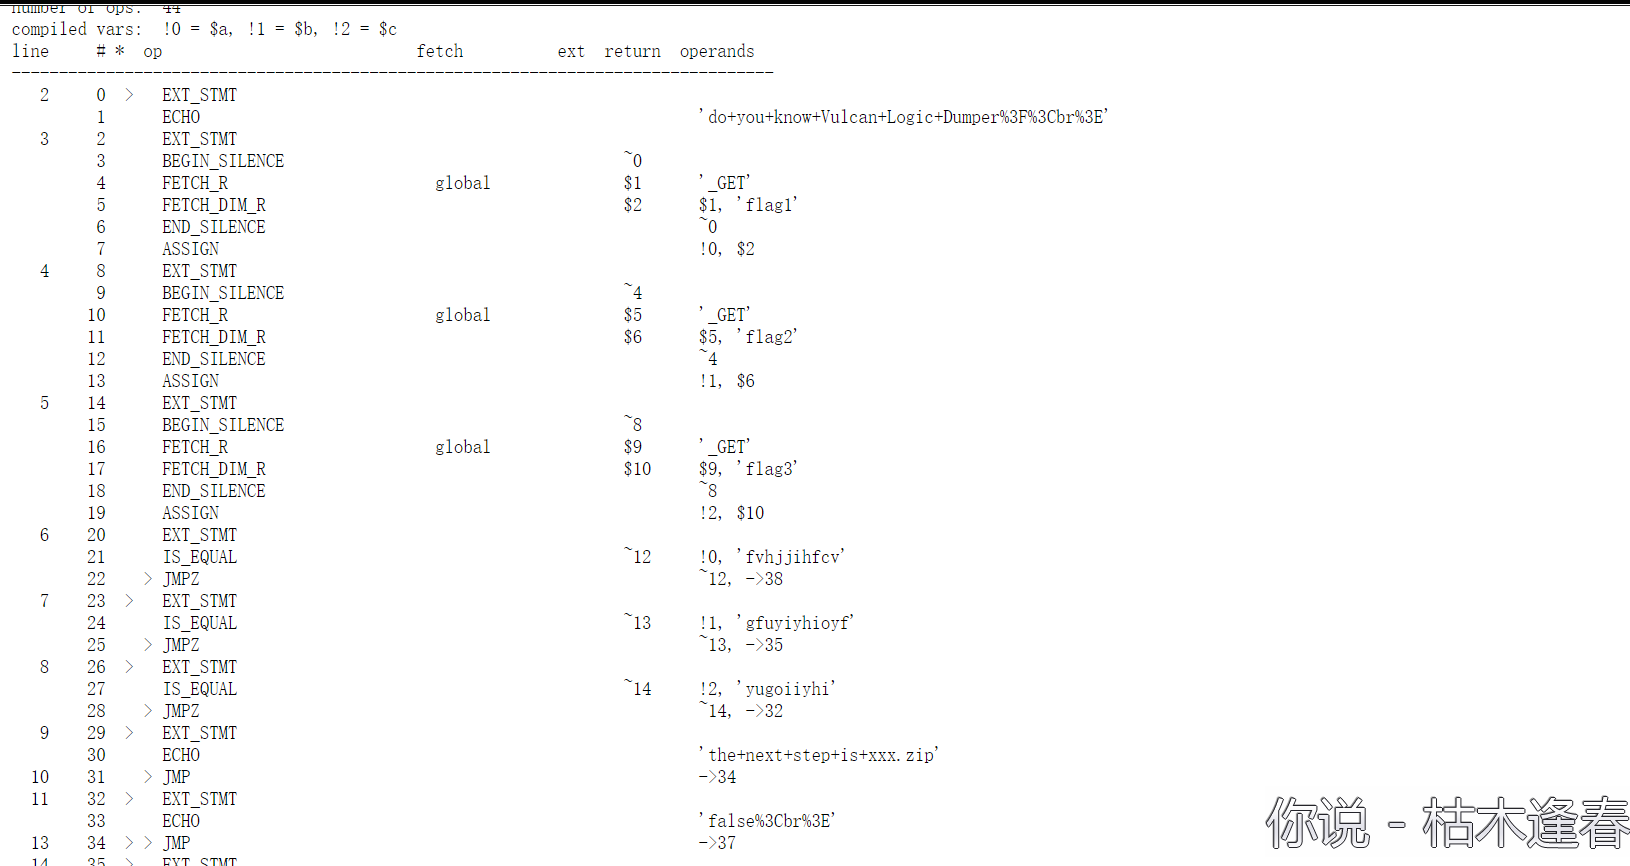 number of ops:  44
compiled vars:  !0 = $a, !1 = $b, !2 = $c
line     # *  op                           fetch          ext  return  operands
---------------------------------------------------------------------------------
   2     0  >   EXT_STMT
         1      ECHO                                                     'do+you+know+Vulcan+Logic+Dumper%3F%3Cbr%3E'
   3     2      EXT_STMT
         3      BEGIN_SILENCE                                    ~0
         4      FETCH_R                      global              $1      '_GET'
         5      FETCH_DIM_R                                      $2      $1, 'flag1'
         6      END_SILENCE                                              ~0
         7      ASSIGN                                                   !0, $2
   4     8      EXT_STMT
         9      BEGIN_SILENCE                                    ~4
        10      FETCH_R                      global              $5      '_GET'
        11      FETCH_DIM_R                                      $6      $5, 'flag2'
        12      END_SILENCE                                              ~4
        13      ASSIGN                                                   !1, $6
   5    14      EXT_STMT
        15      BEGIN_SILENCE                                    ~8
        16      FETCH_R                      global              $9      '_GET'
        17      FETCH_DIM_R                                      $10     $9, 'flag3'
        18      END_SILENCE                                              ~8
        19      ASSIGN                                                   !2, $10
   6    20      EXT_STMT
        21      IS_EQUAL                                         ~12     !0, 'fvhjjihfcv'
        22    > JMPZ                                                     ~12, ->38
   7    23  >   EXT_STMT
        24      IS_EQUAL                                         ~13     !1, 'gfuyiyhioyf'
        25    > JMPZ                                                     ~13, ->35
   8    26  >   EXT_STMT
        27      IS_EQUAL                                         ~14     !2, 'yugoiiyhi'
        28    > JMPZ                                                     ~14, ->32
   9    29  >   EXT_STMT
        30      ECHO                                                     'the+next+step+is+xxx.zip'
  10    31    > JMP                                                      ->34
  11    32  >   EXT_STMT
        33      ECHO                                                     'false%3Cbr%3E'
  13    34  > > JMP                                                      ->37
  14    35  >   EXT_STMT
你说 - 枯木逢春